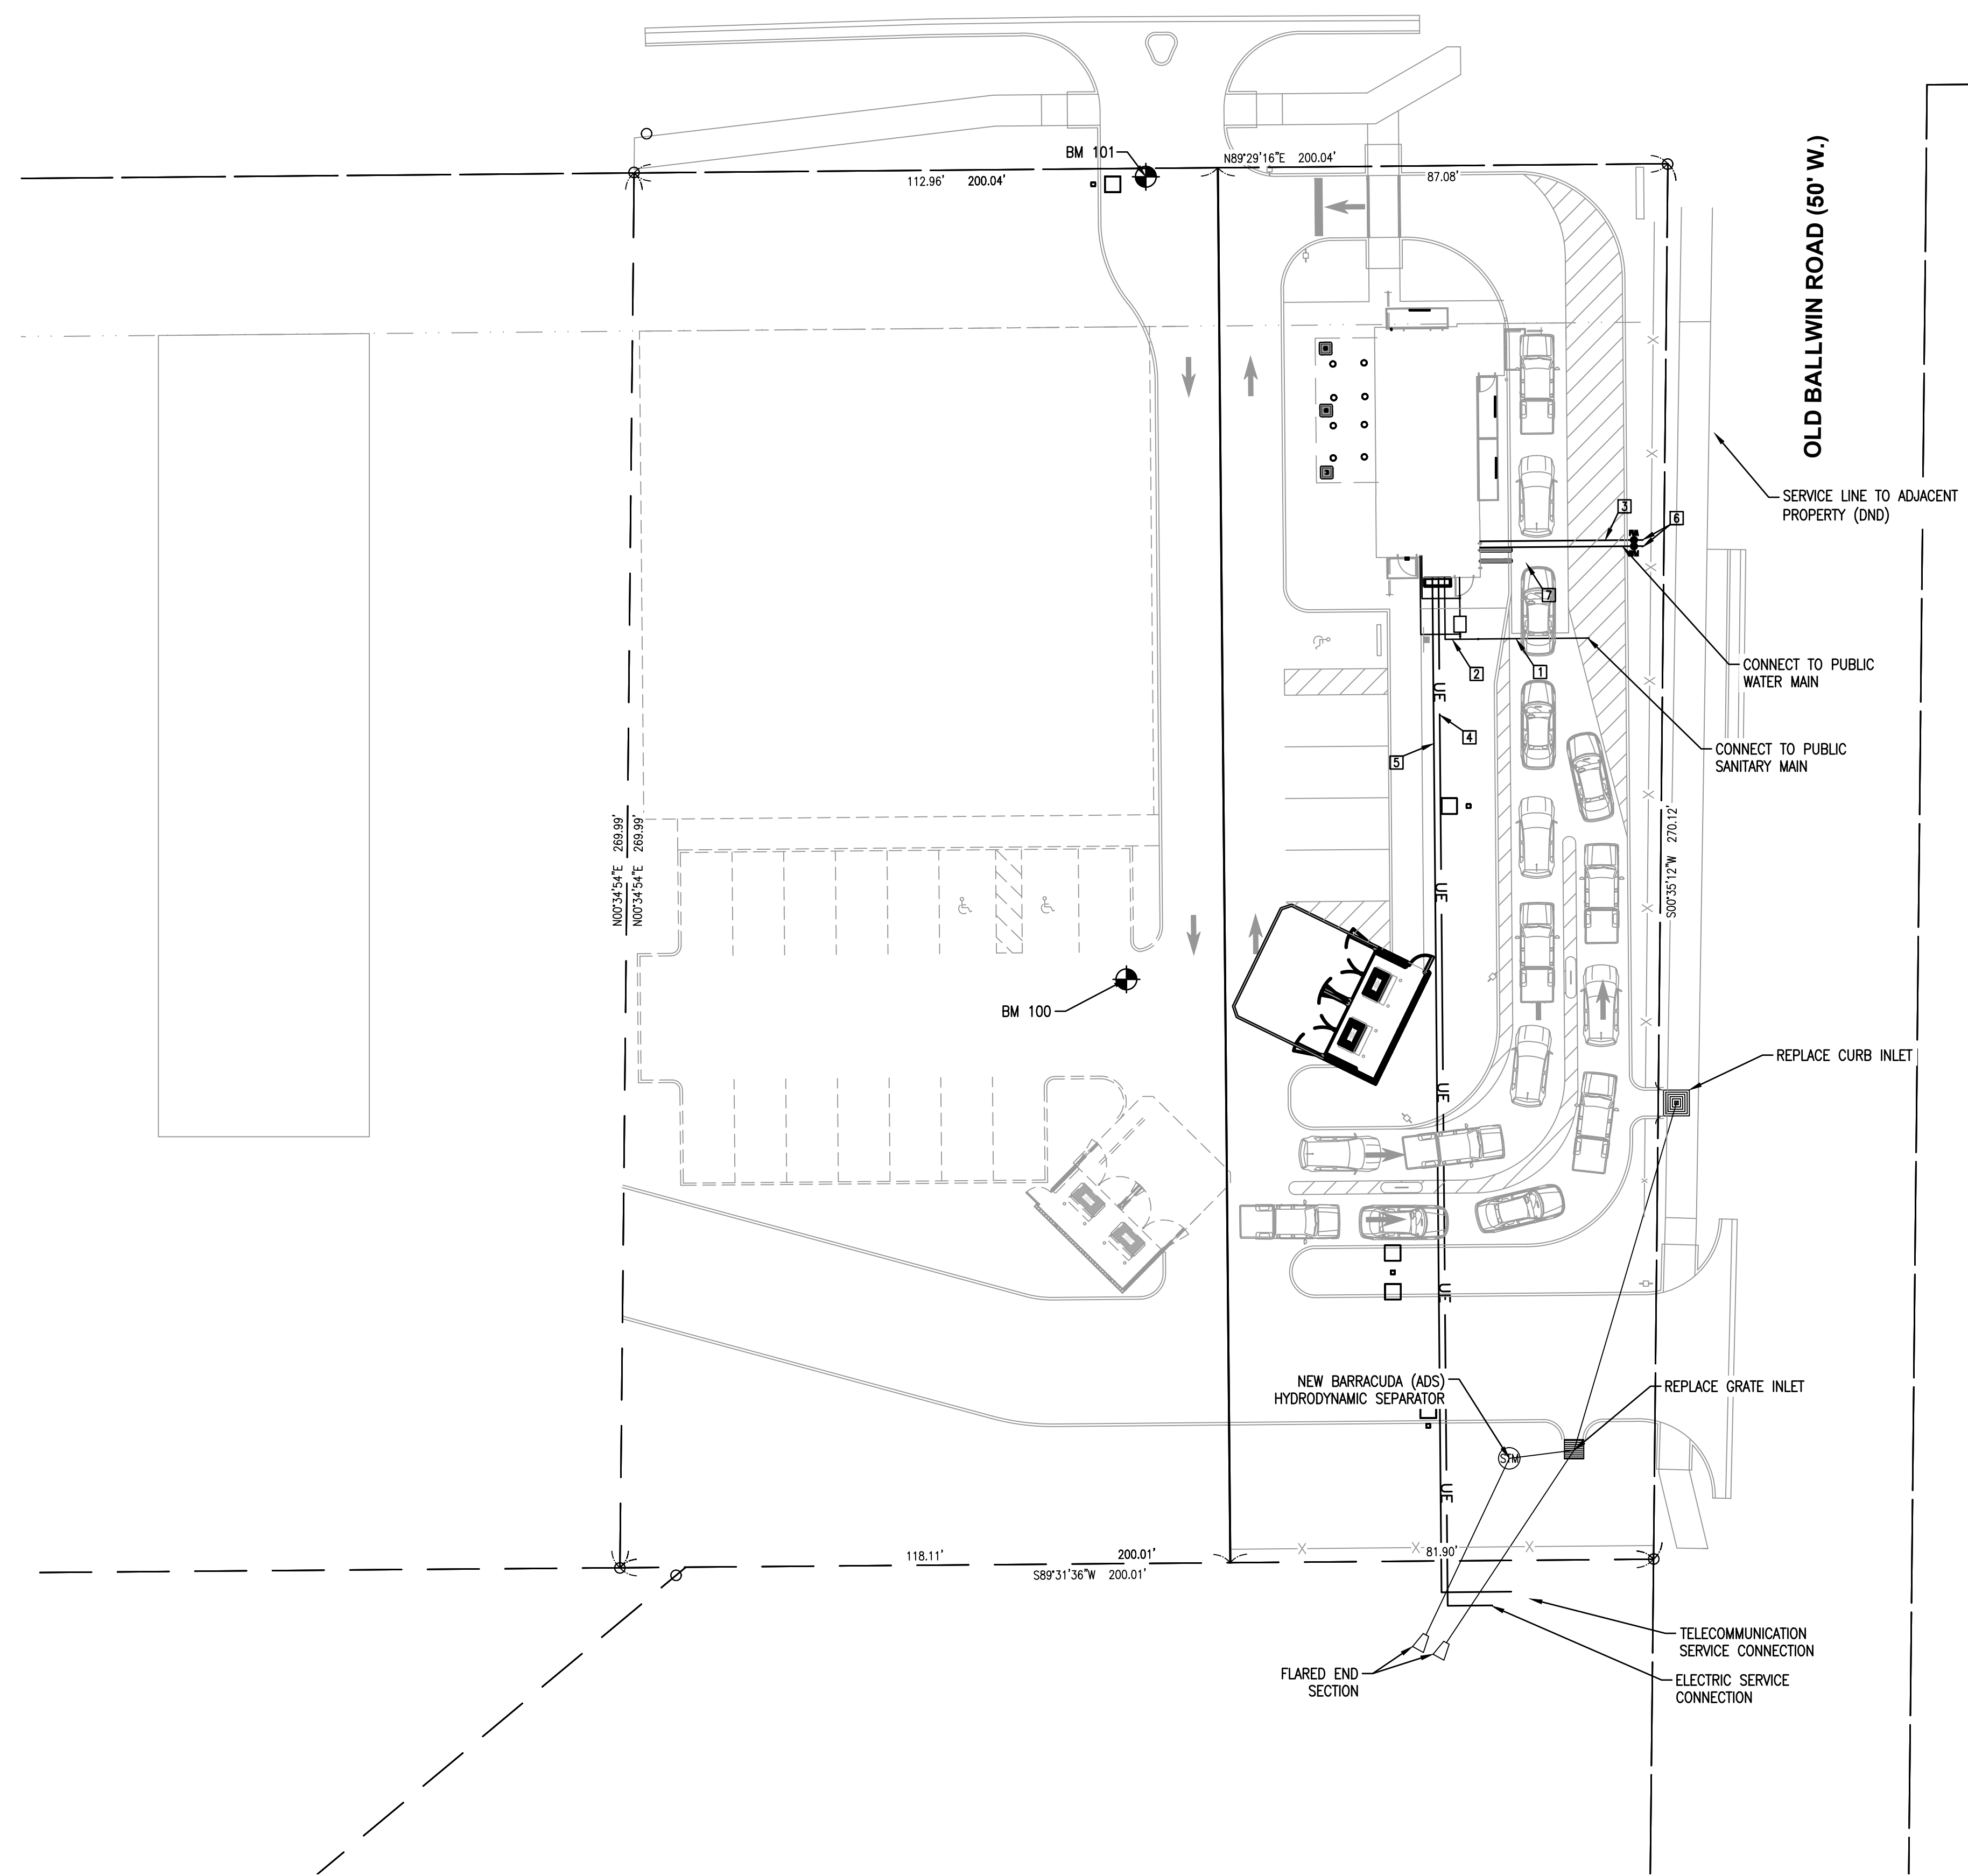 BM 101
N89°29'16"E 200.04'
112.96' 200.04'
87.08'
OLD BALLWIN ROAD (50' W.)
SERVICE LINE TO ADJACENT
PROPERTY (DND)
3
6
7
CONNECT TO PUBLIC
WATER MAIN
2
1
UE
4
5
CONNECT TO PUBLIC
SANITARY MAIN
N00°34'54"E 269.99'
N00°34'54"E 269.99'
S00°35'12"W 270.12'
UE
BM 100
REPLACE CURB INLET
UE
UE
NEW BARRACUDA (ADS)
HYDRODYNAMIC SEPARATOR
REPLACE GRATE INLET
STM
UE
118.11' 200.01'
81.90'
S89°31'36"W 200.01'
TELECOMMUNICATION
SERVICE CONNECTION
FLARED END
SECTION
ELECTRIC SERVICE
CONNECTION